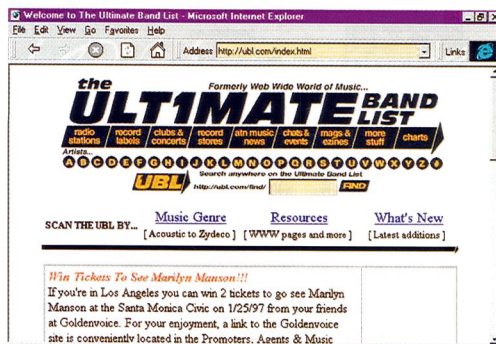 Welcome to The Ultimate Band List - Microsoft Internet Explorer
File Edit View Go Favorites Help
Address http://ubl.com/index.html Links
Formerly Web Wide World of Music...
the ULT1MATE BAND LIST
radio stations record labels clubs & concerts record stores atn music news chats & events mags & ezines more stuff charts
Artists...
A B C D E F G H I J K L M N O P Q R S T U V W X Y Z #
Search anywhere on the Ultimate Band List
UBL http://ubl.com/find/ FIND
SCAN THE UBL BY... Music Genre Resources What's New
[Acoustic to Zydeco] [WWW pages and more] [Latest additions]
Win Tickets To See Marilyn Manson!!!
If you're in Los Angeles you can win 2 tickets to go see Marilyn
Manson at the Santa Monica Civic on 1/25/97 from your friends
at Goldenvoice. For your enjoyment, a link to the Goldenvoice
site is conveniently located in the Promoters, Agents & Music